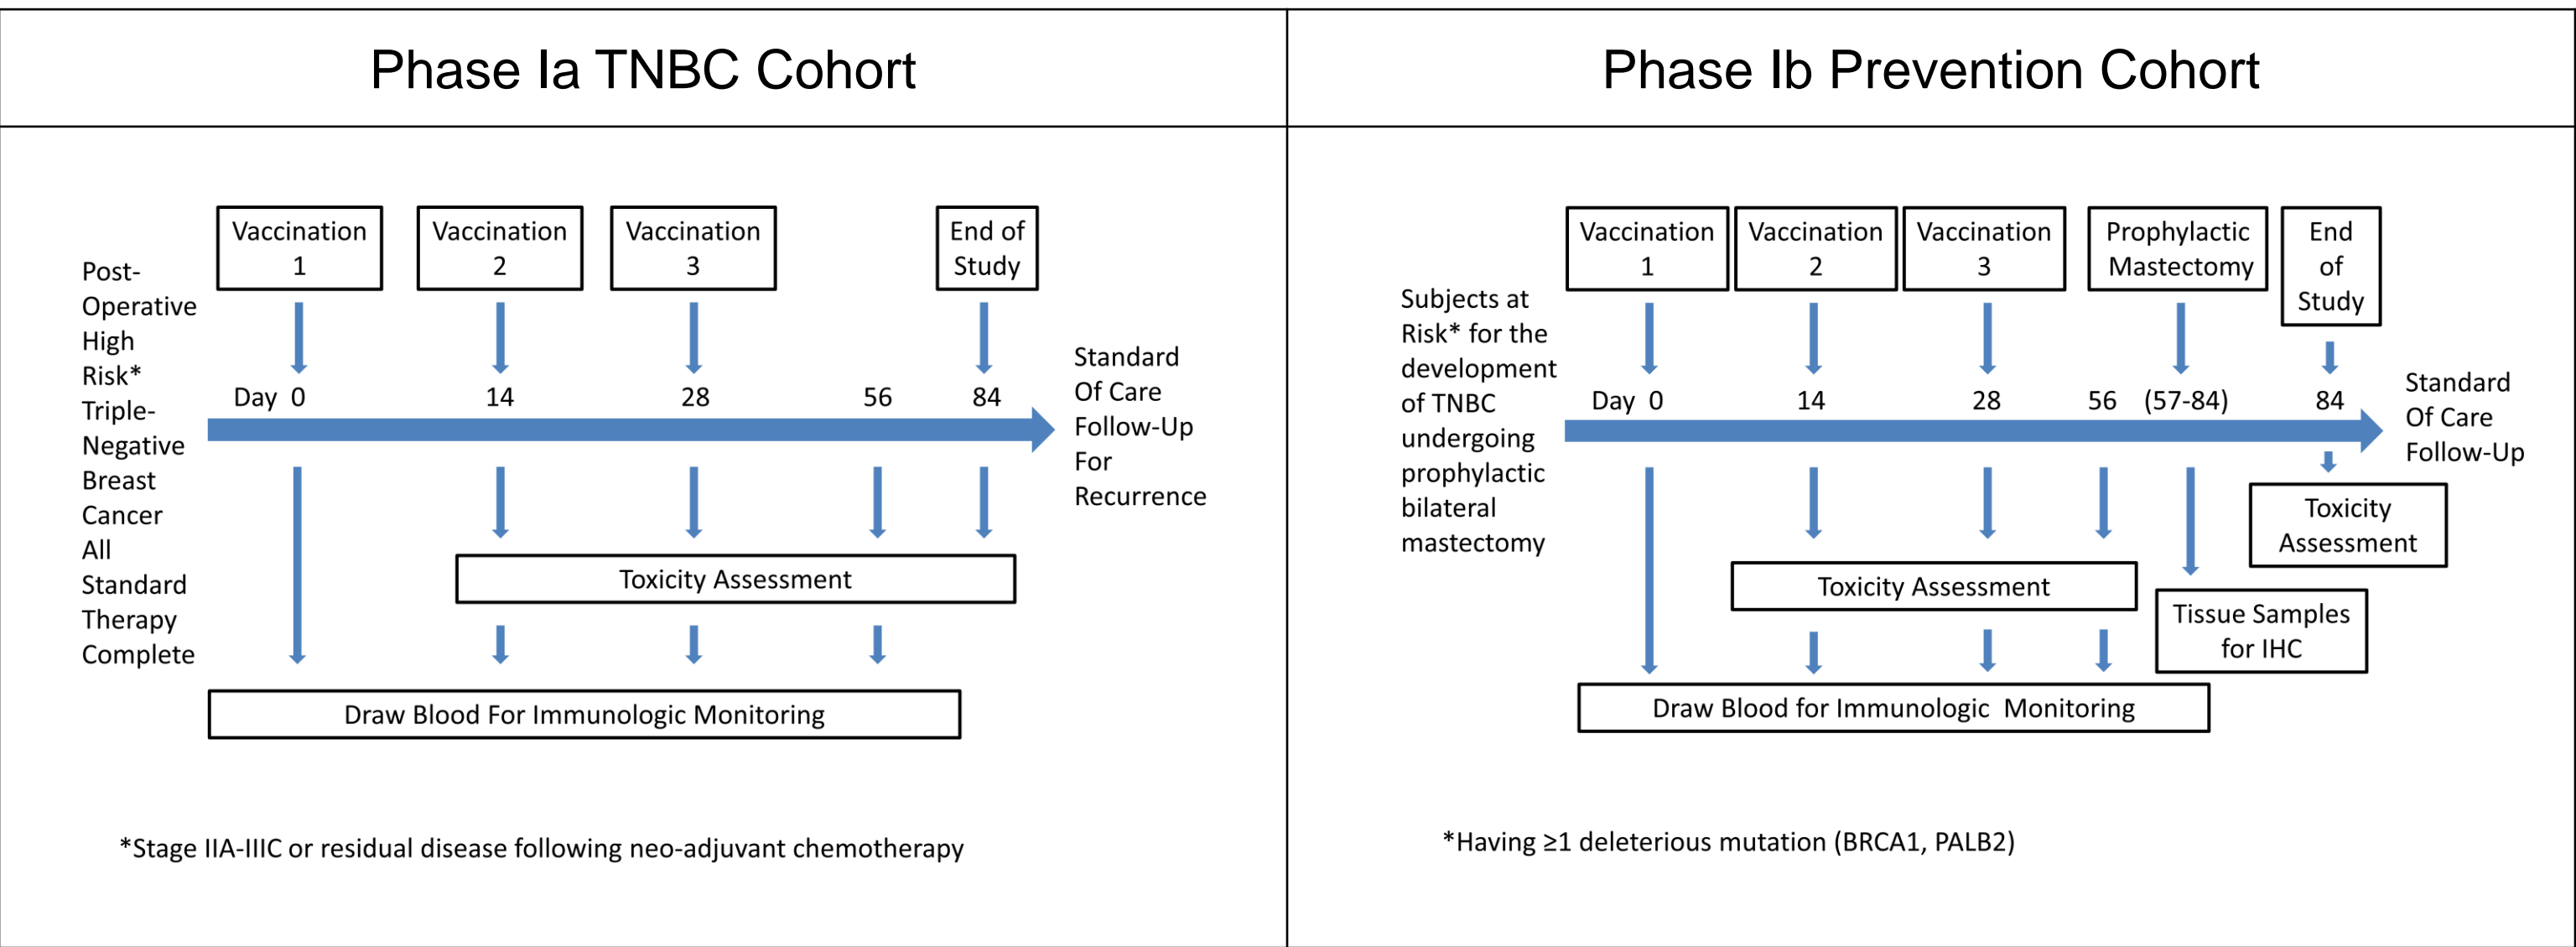 Phase Ia TNBC Cohort
Vaccination
1
Vaccination
2
Vaccination
3
End of
Study
Post-
Operative
High
Risk*
Triple-
Negative
Breast
Cancer
All
Standard
Therapy
Complete
Day 0 14 28 56 84
Standard
Of Care
Follow-Up
For
Recurrence
Toxicity Assessment
Draw Blood For Immunologic Monitoring
*Stage IIA-IIIC or residual disease following neo-adjuvant chemotherapy
Phase Ib Prevention Cohort
Vaccination
1
Vaccination
2
Vaccination
3
Prophylactic
Mastectomy
End
of
Study
Subjects at
Risk* for the
development
of TNBC
undergoing
prophylactic
bilateral
mastectomy
Day 0 14 28 56 (57-84) 84
Standard
Of Care
Follow-Up
Toxicity
Assessment
Toxicity Assessment
Tissue Samples
for IHC
Draw Blood for Immunologic Monitoring
*Having ≥1 deleterious mutation (BRCA1, PALB2)